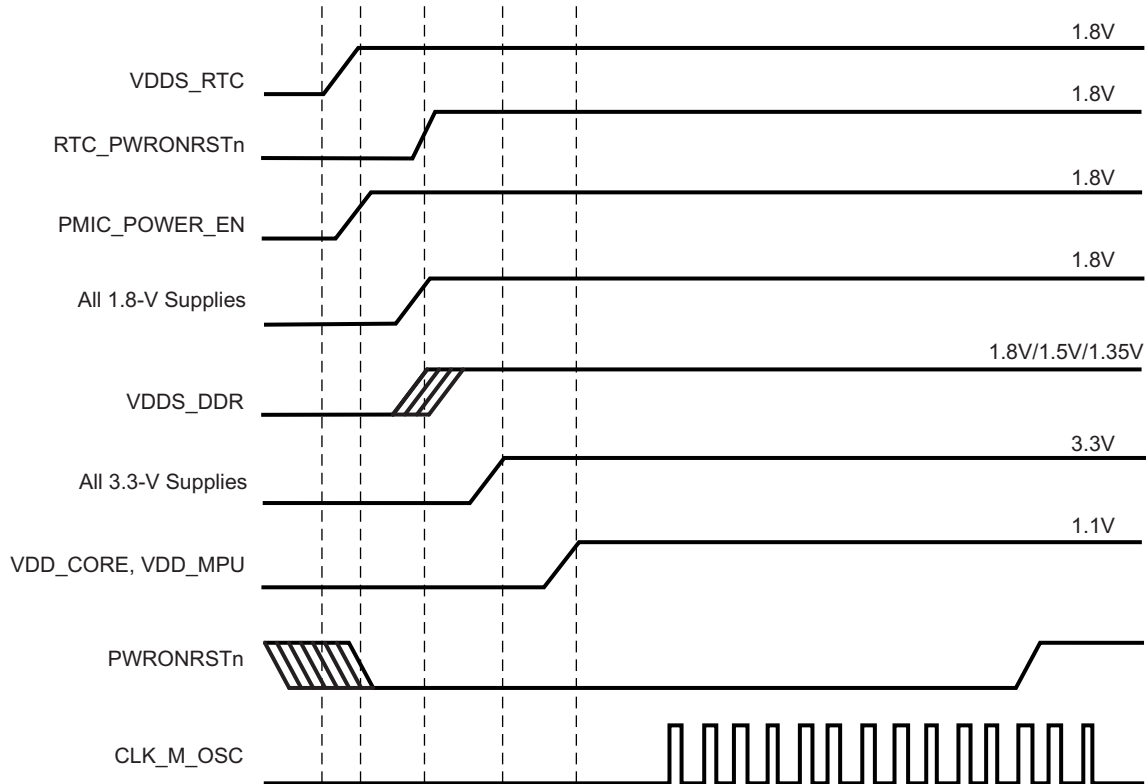 1.8V
VDDS_RTC
1.8V
RTC_PWRONRSTn
1.8V
PMIC_POWER_EN
1.8V
All 1.8-V Supplies
1.8V/1.5V/1.35V
VDDS_DDR
3.3V
All 3.3-V Supplies
1.1V
VDD_CORE, VDD_MPU
PWRONRSTn
CLK_M_OSC